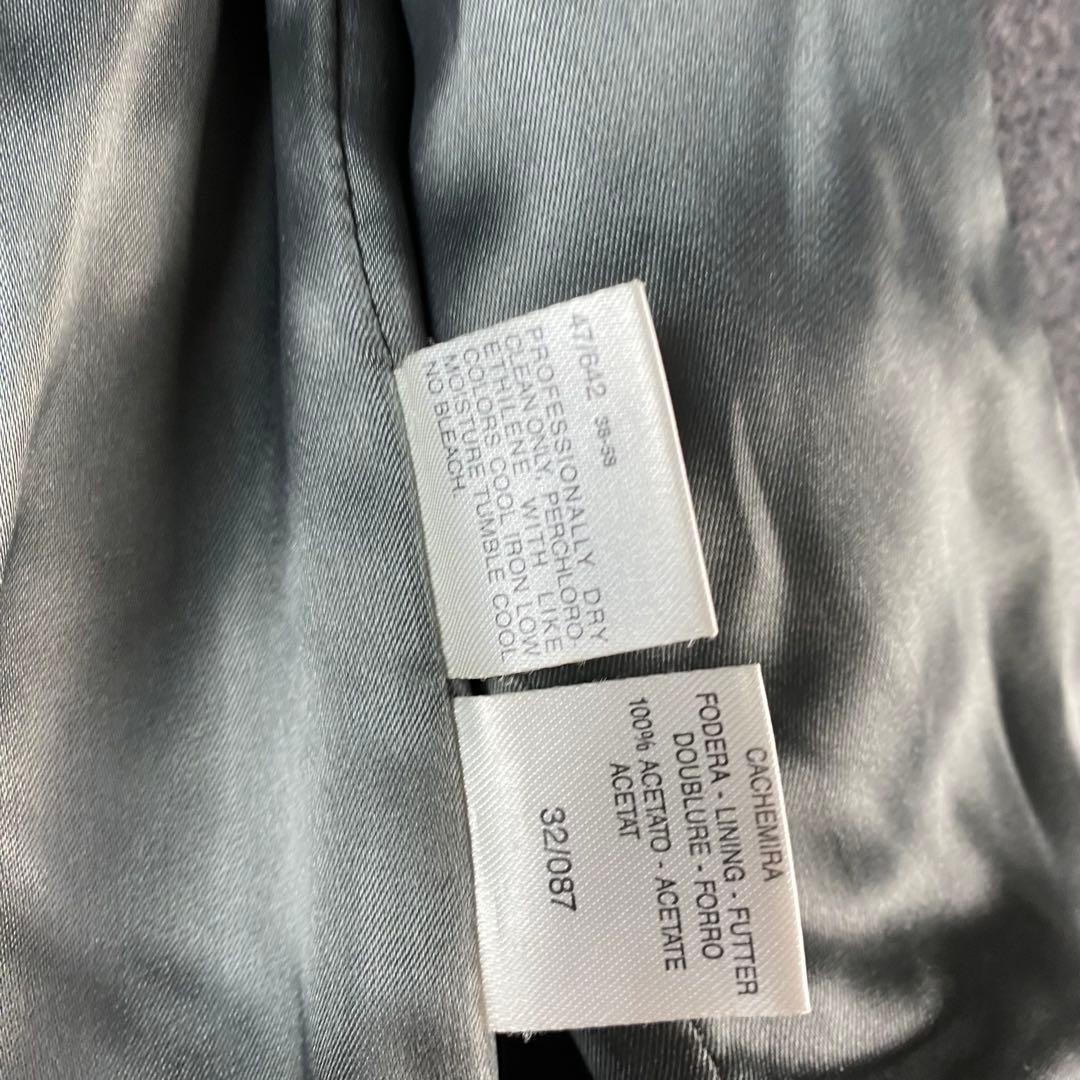 47/642 38-58
PROFESSIONALLY DRY
CLEAN ONLY, PERCHLORO-
ETHILENE, WITH LIKE
COLORS. COOL IRON LOW
MOISTURE, TUMBLE COOL
NO BLEACH.
CACHEMIRA
FODERA - LINING - FUTTER
DOUBLURE - FORRO
100% ACETATO - ACETATE
ACETAT
32/087